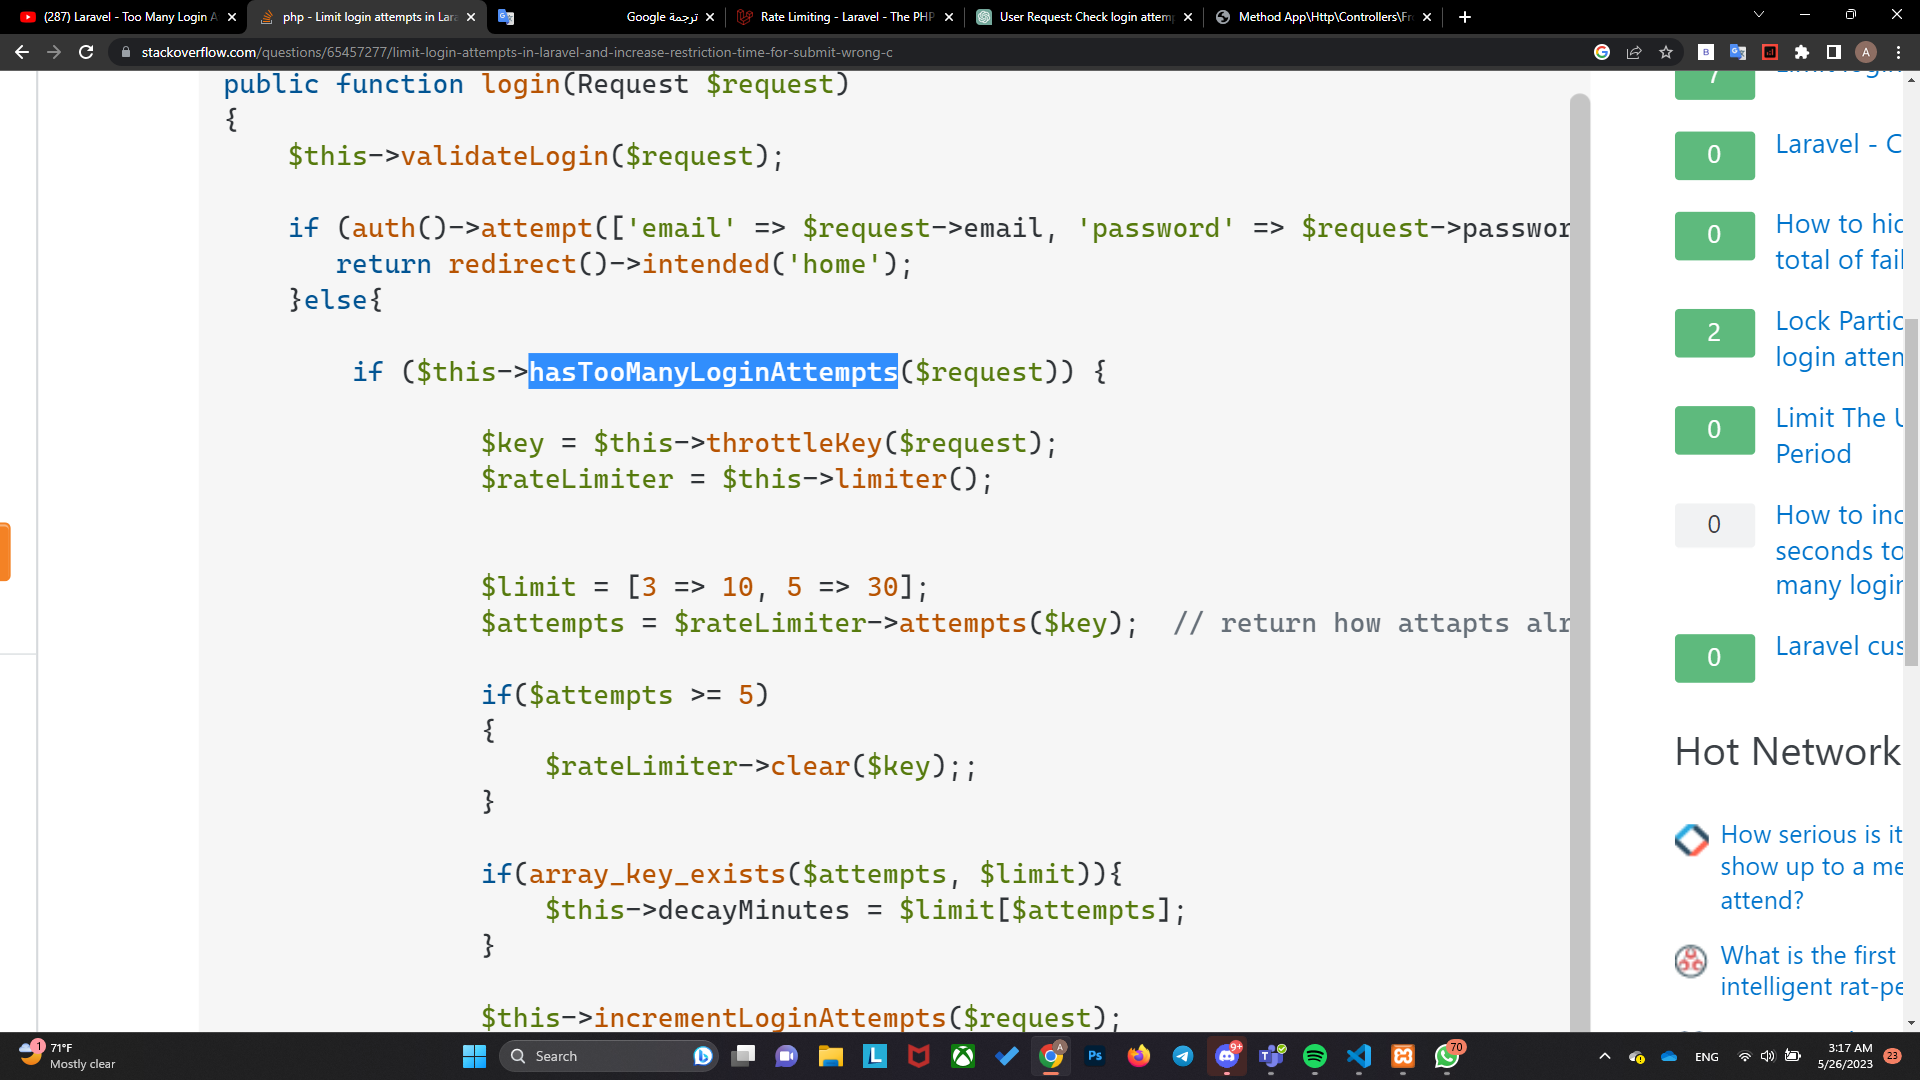 (287) Laravel - Too Many Login A
php - Limit login attempts in Lara
ترجمة Google
Rate Limiting - Laravel - The PHP
User Request: Check login attem
Method App\Http\Controllers\Fr
stackoverflow.com/questions/65457277/limit-login-attempts-in-laravel-and-increase-restriction-time-for-submit-wrong-c
public function login(Request $request)
{
$this->validateLogin($request);
if (auth()->attempt(['email' => $request->email, 'password' => $request->passwor
return redirect()->intended('home');
}else{
if ($this->hasTooManyLoginAttempts($request)) {
$key = $this->throttleKey($request);
$rateLimiter = $this->limiter();
$limit = [3 => 10, 5 => 30];
$attempts = $rateLimiter->attempts($key);  // return how attapts alr
if($attempts >= 5)
{
$rateLimiter->clear($key);;
}
if(array_key_exists($attempts, $limit)){
$this->decayMinutes = $limit[$attempts];
}
$this->incrementLoginAttempts($request);
7
0 Laravel - C
0 How to hid
total of fail
2 Lock Partic
login atten
0 Limit The U
Period
0 How to inc
seconds to
many login
0 Laravel cus
Hot Network
How serious is it
show up to a me
attend?
What is the first
intelligent rat-pe
1
71°F
Mostly clear
Search
9+
70
ENG
3:17 AM
5/26/2023
23